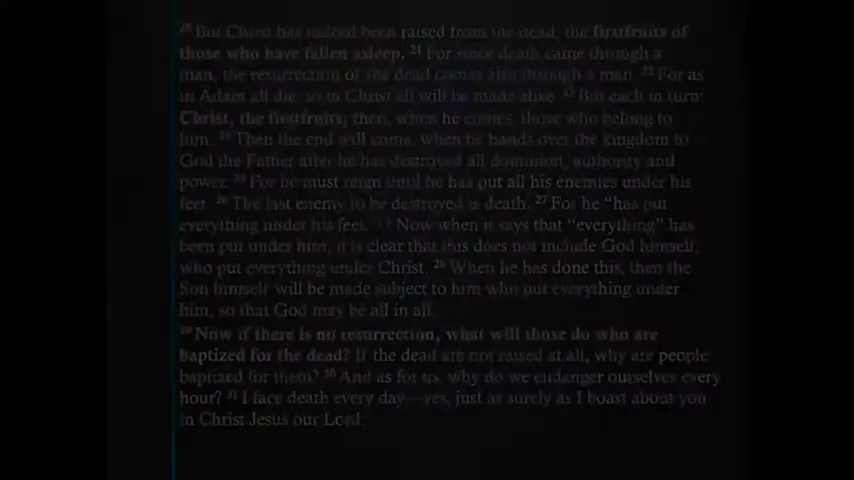 20 But Christ has indeed been raised from the dead, the firstfruits of
those who have fallen asleep. 21 For since death came through a
man, the resurrection of the dead comes also through a man. 22 For as
in Adam all die, so in Christ all will be made alive. 23 But each in turn:
Christ, the firstfruits; then, when he comes, those who belong to
him. 24 Then the end will come, when he hands over the kingdom to
God the Father after he has destroyed all dominion, authority and
power. 25 For he must reign until he has put all his enemies under his
feet. 26 The last enemy to be destroyed is death. 27 For he “has put
everything under his feet. Now when it says that “everything” has
been put under him, it is clear that this does not include God himself,
who put everything under Christ. 28 When he has done this, then the
Son himself will be made subject to him who put everything under
him, so that God may be all in all.
29 Now if there is no resurrection, what will those do who are
baptized for the dead? If the dead are not raised at all, why are people
baptized for them? 30 And as for us, why do we endanger ourselves every
hour? 31 I face death every day—yes, just as surely as I boast about you
in Christ Jesus our Lord.